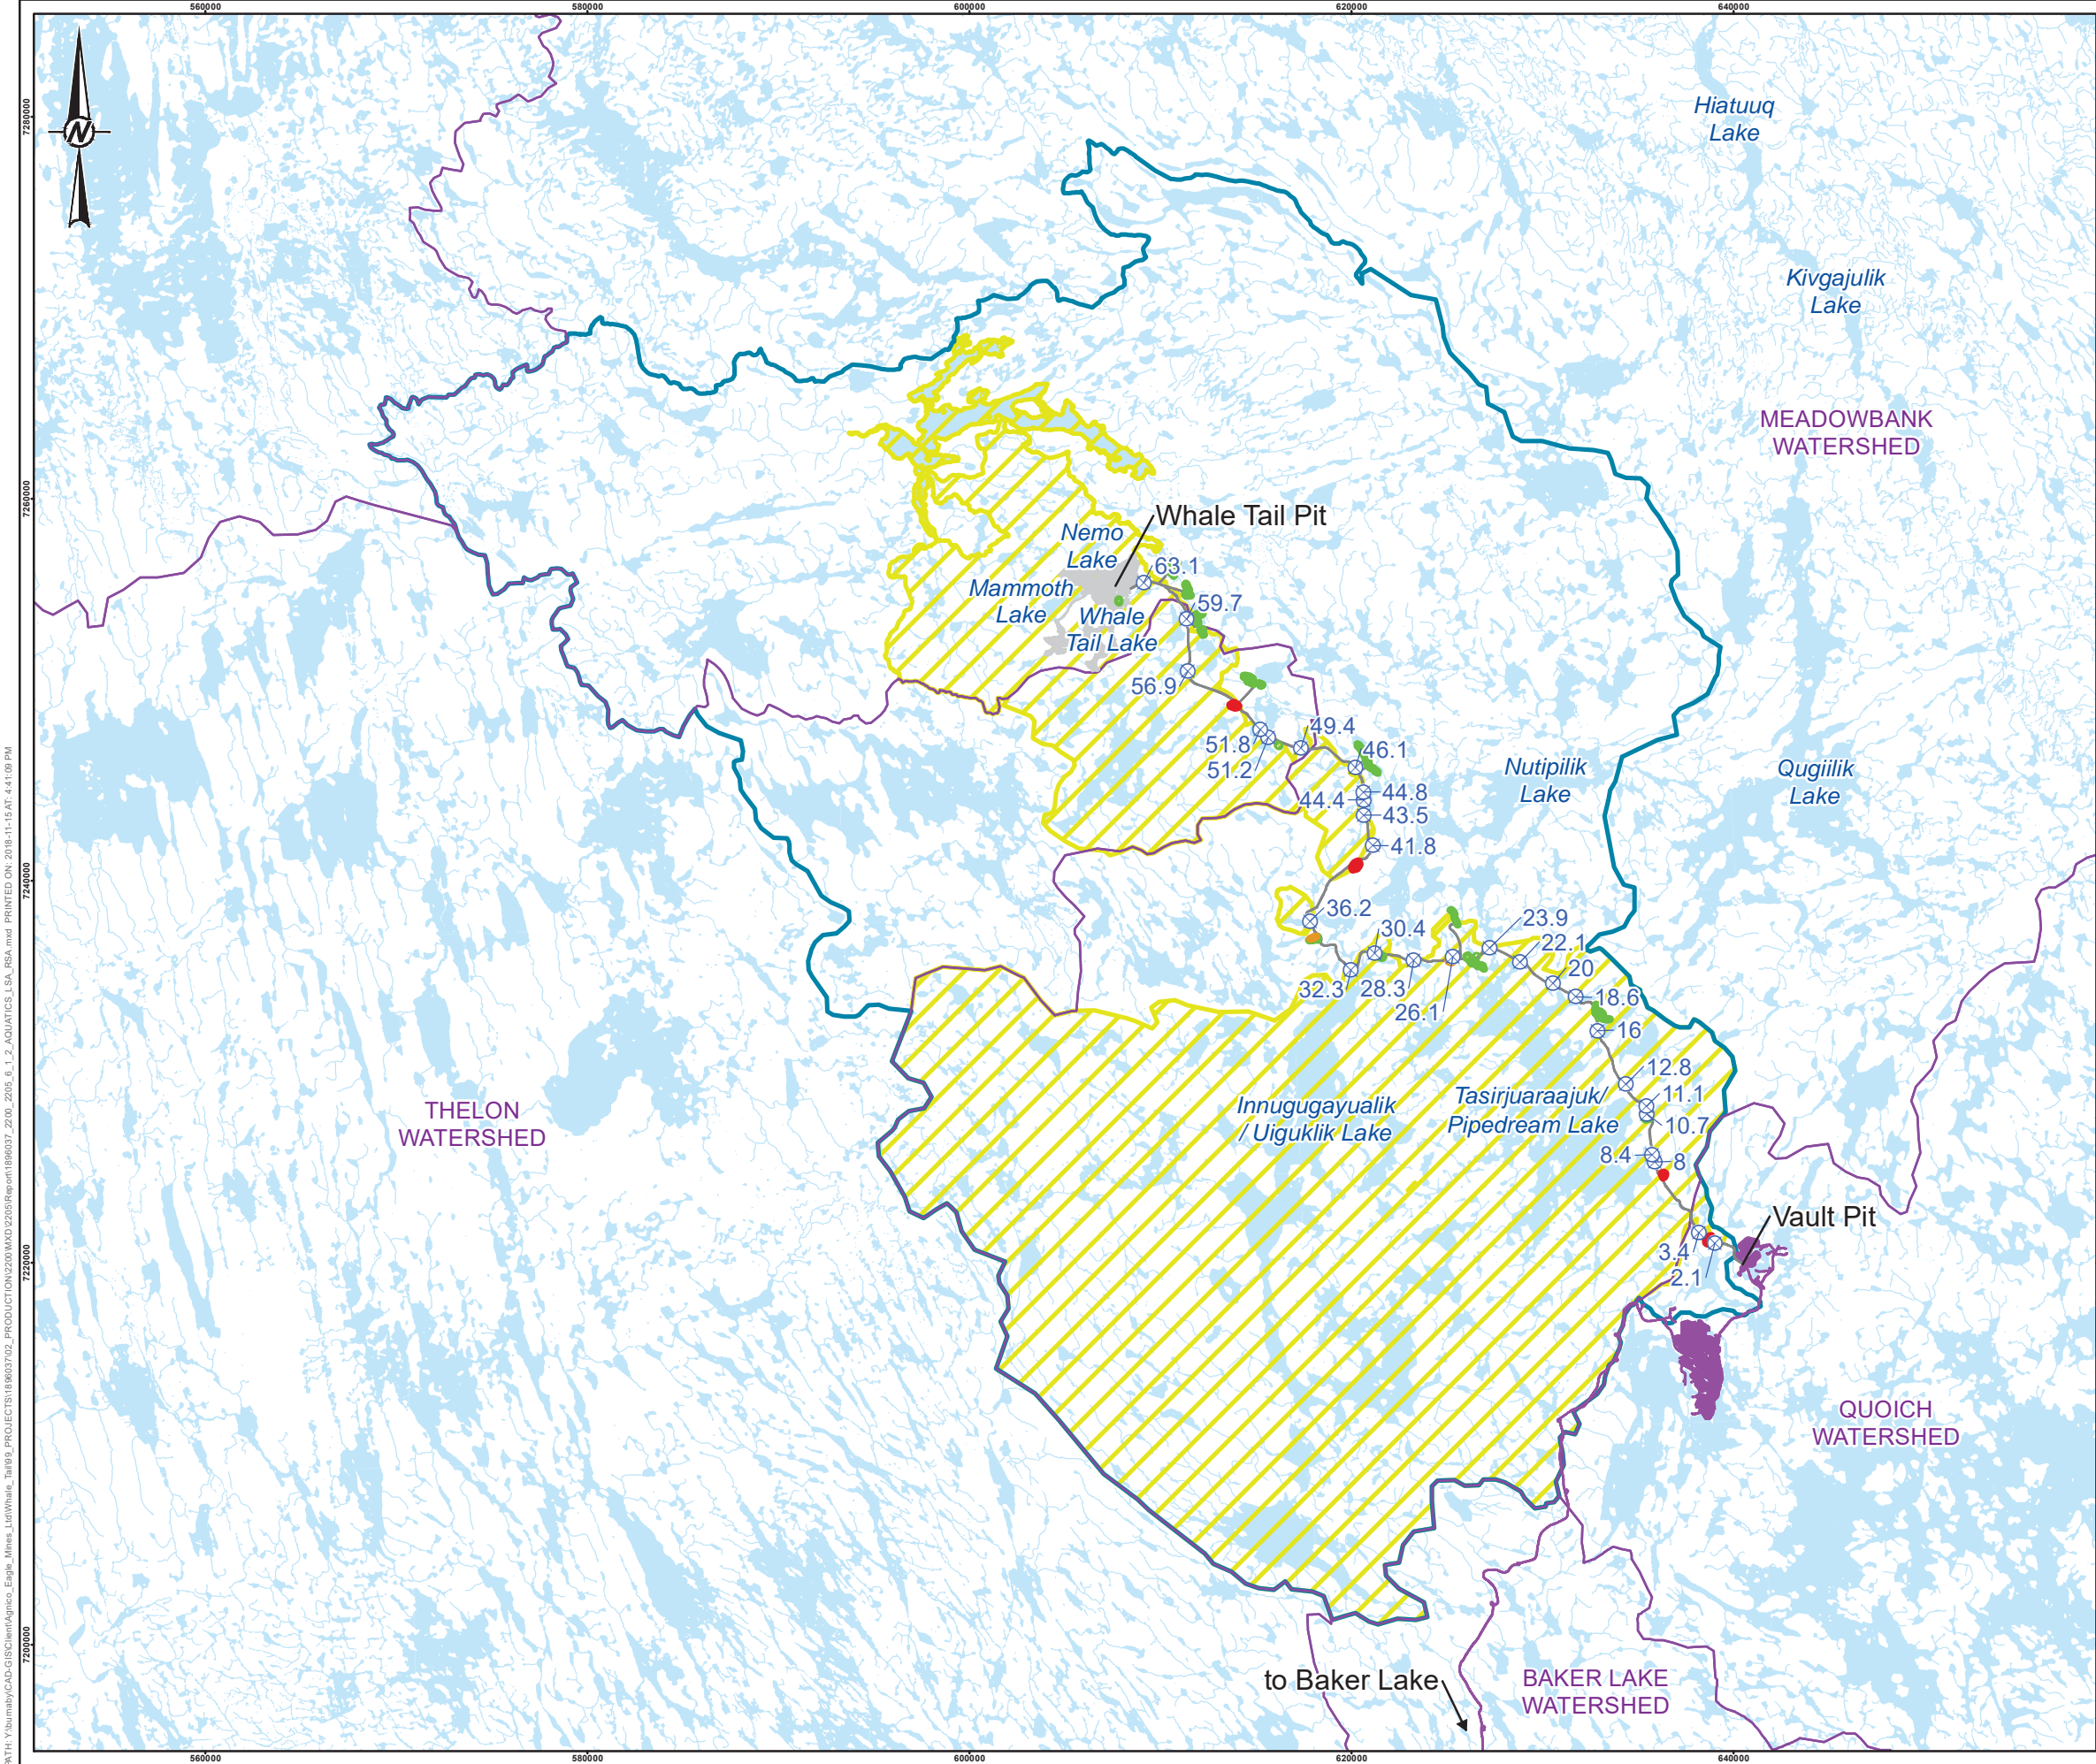 560000
580000
600000
620000
640000
7280000
7260000
7240000
7220000
7200000
N
Hiatuuq
Lake
Kivgajulik
Lake
MEADOWBANK
WATERSHED
Whale Tail Pit
Nemo
Lake
63.1
Mammoth
Lake
Whale
Tail Lake
59.7
56.9
49.4
51.8
51.2
46.1
Nutipilik
Lake
Qugiilik
Lake
44.8
44.4
43.5
41.8
36.2
30.4
23.9
22.1
20
32.3
28.3
26.1
18.6
16
12.8
11.1
10.7
Innugugayualik
/ Uiguklik Lake
Tasirjuaraajuk/
Pipedream Lake
THELON
WATERSHED
8.4
8
Vault Pit
3.4
2.1
QUOICH
WATERSHED
to Baker Lake
BAKER LAKE
WATERSHED
560000
580000
600000
620000
640000